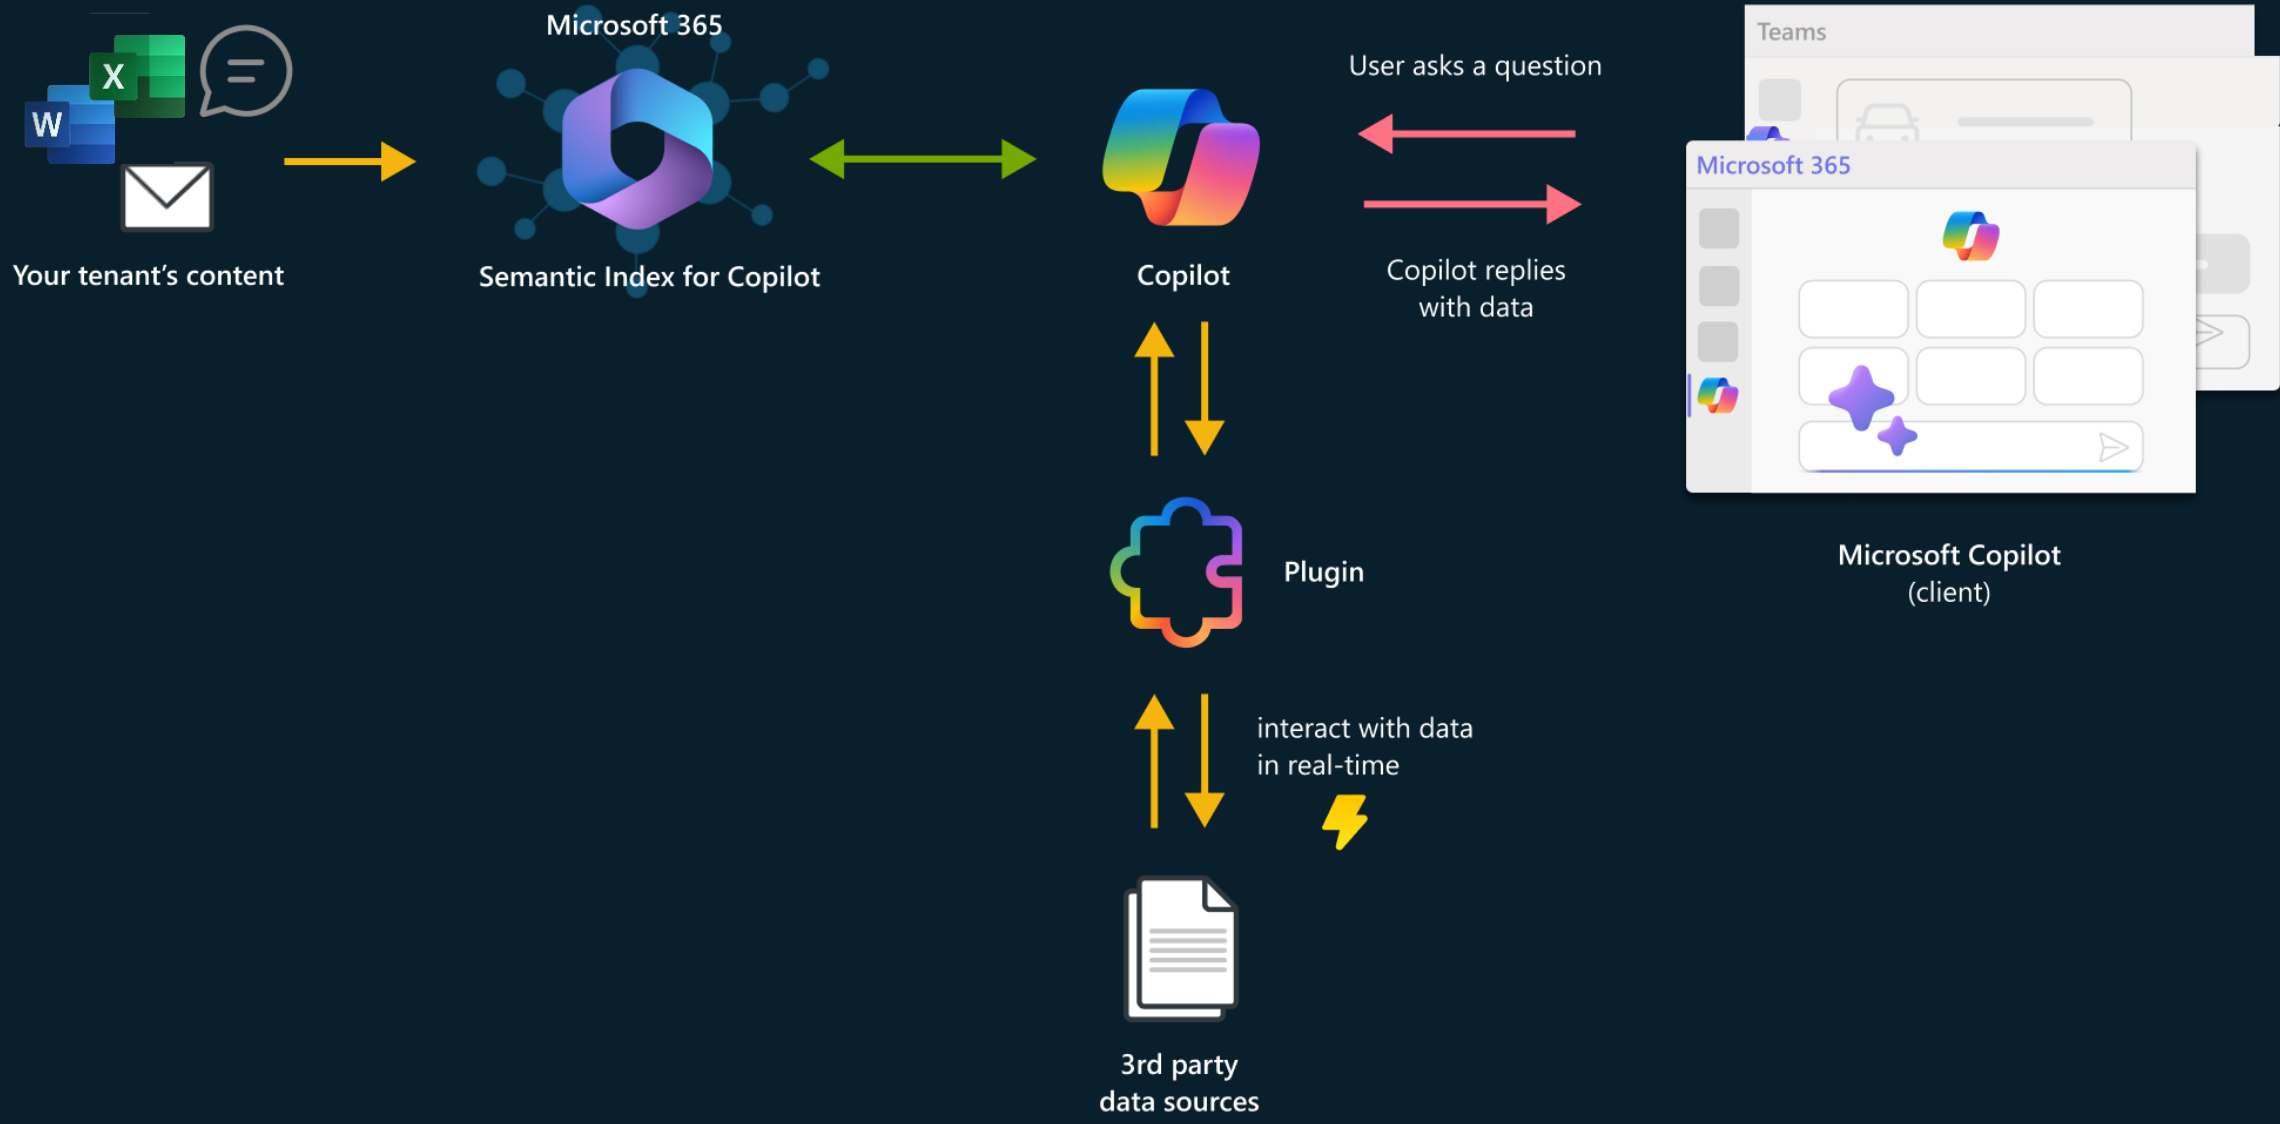 Microsoft 365
User asks a question
Teams
X
W
Microsoft 365
Your tenant’s content
Semantic Index for Copilot
Copilot
Copilot replies
with data
Plugin
Microsoft Copilot
(client)
interact with data
in real-time
3rd party
data sources